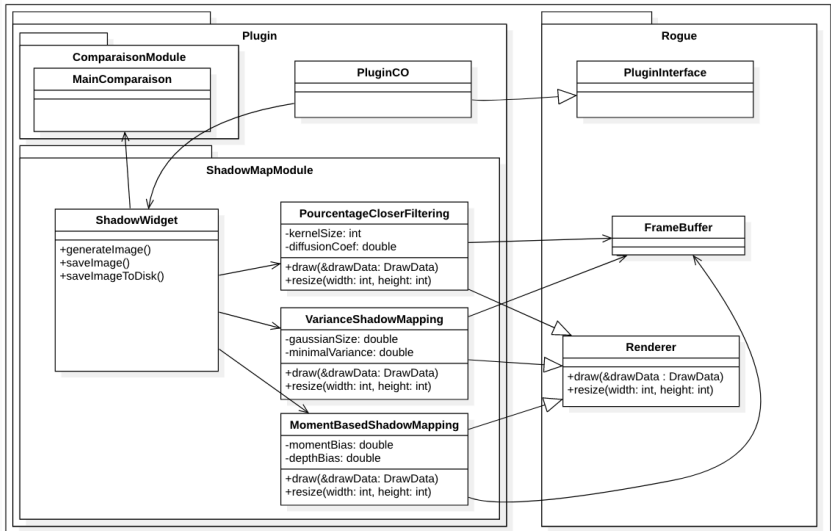 Plugin
Rogue
ComparaisonModule
MainComparaison
PluginCO
PluginInterface
ShadowMapModule
ShadowWidget
+generateImage()
+saveImage()
+saveImageToDisk()
PourcentageCloserFiltering
-kernelSize: int
-diffusionCoef: double
+draw(&drawData: DrawData)
+resize(width: int, height: int)
FrameBuffer
VarianceShadowMapping
-gaussianSize: double
-minimalVariance: double
+draw(&drawData: DrawData)
+resize(width: int, height: int)
Renderer
+draw(&drawData : DrawData)
+resize(width: int, height: int)
MomentBasedShadowMapping
-momentBias: double
-depthBias: double
+draw(&drawData: DrawData)
+resize(width: int, height: int)